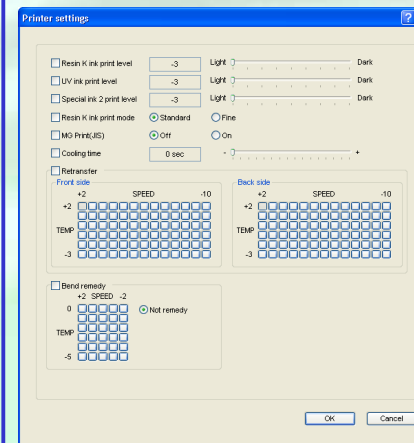 Printer settings
Resin K ink print level -3 Light Dark
UV ink print level -3 Light Dark
Special ink 2 print level -3 Light Dark
Resin K ink print mode Standard Fine
MG Print(JIS) Off On
Cooling time 0 sec - +
Retransfer
Front side
+2 SPEED -10
+2
TEMP
-3
Back side
+2 SPEED -10
+2
TEMP
-3
Bend remedy
+2 SPEED -2
0 Not remedy
TEMP
-5
OK Cancel